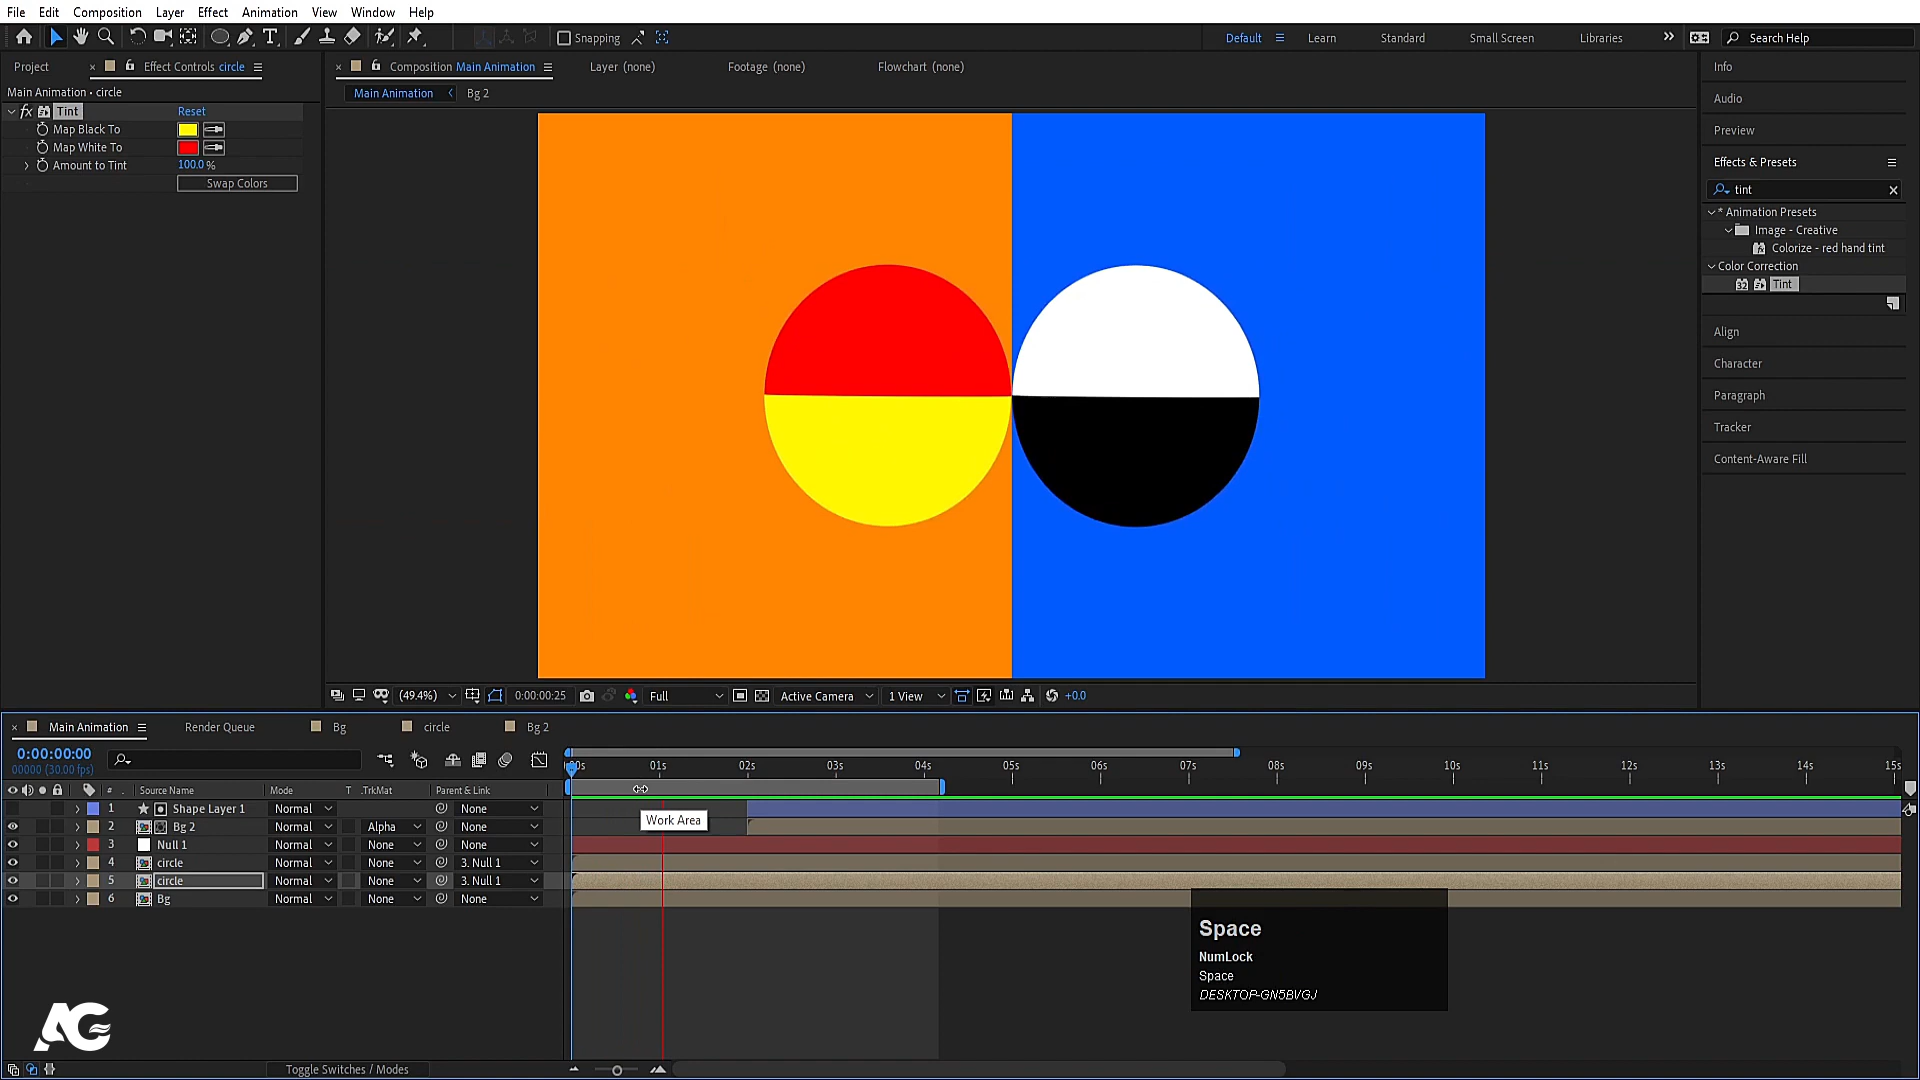 File Edit Composition Layer Effect Animation View Window Help
Snapping Default Learn Standard Small Screen Libraries Search Help
Project Effect Controls circle
Composition Main Animation Layer (none) Footage (none) Flowchart (none)
Main Animation • circle
Main Animation Bg 2
fx Tint Reset
Map Black To
Map White To
Amount to Tint 100.0 %
Swap Colors
Info
Audio
Preview
Effects & Presets
tint
* Animation Presets
Image - Creative
Colorize - red hand tint
Color Correction
32 Tint
Align
Character
Paragraph
Tracker
Content-Aware Fill
(49.4%) 0:00:00:25 Full Active Camera 1 View +0.0
Main Animation Render Queue Bg circle Bg 2
0:00:00:00
00000 (30.00 fps)
00s 01s 02s 03s 04s 05s 06s 07s 08s 09s 10s 11s 12s 13s 14s 15s
# Source Name Mode T .TrkMat Parent & Link
1 Shape Layer 1 Normal None
2 Bg 2 Normal Alpha None
3 Null 1 Normal None None
4 circle Normal None 3. Null 1
5 circle Normal None 3. Null 1
6 Bg Normal None None
Work Area
Space
NumLock
Space
DESKTOP-GN5BVGJ
AG
Toggle Switches / Modes